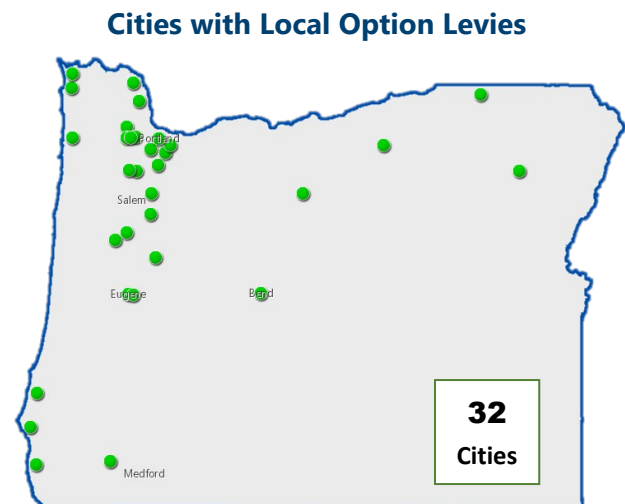 Cities with Local Option Levies
Portland
Salem
Eugene
Bend
32
Cities
Medford